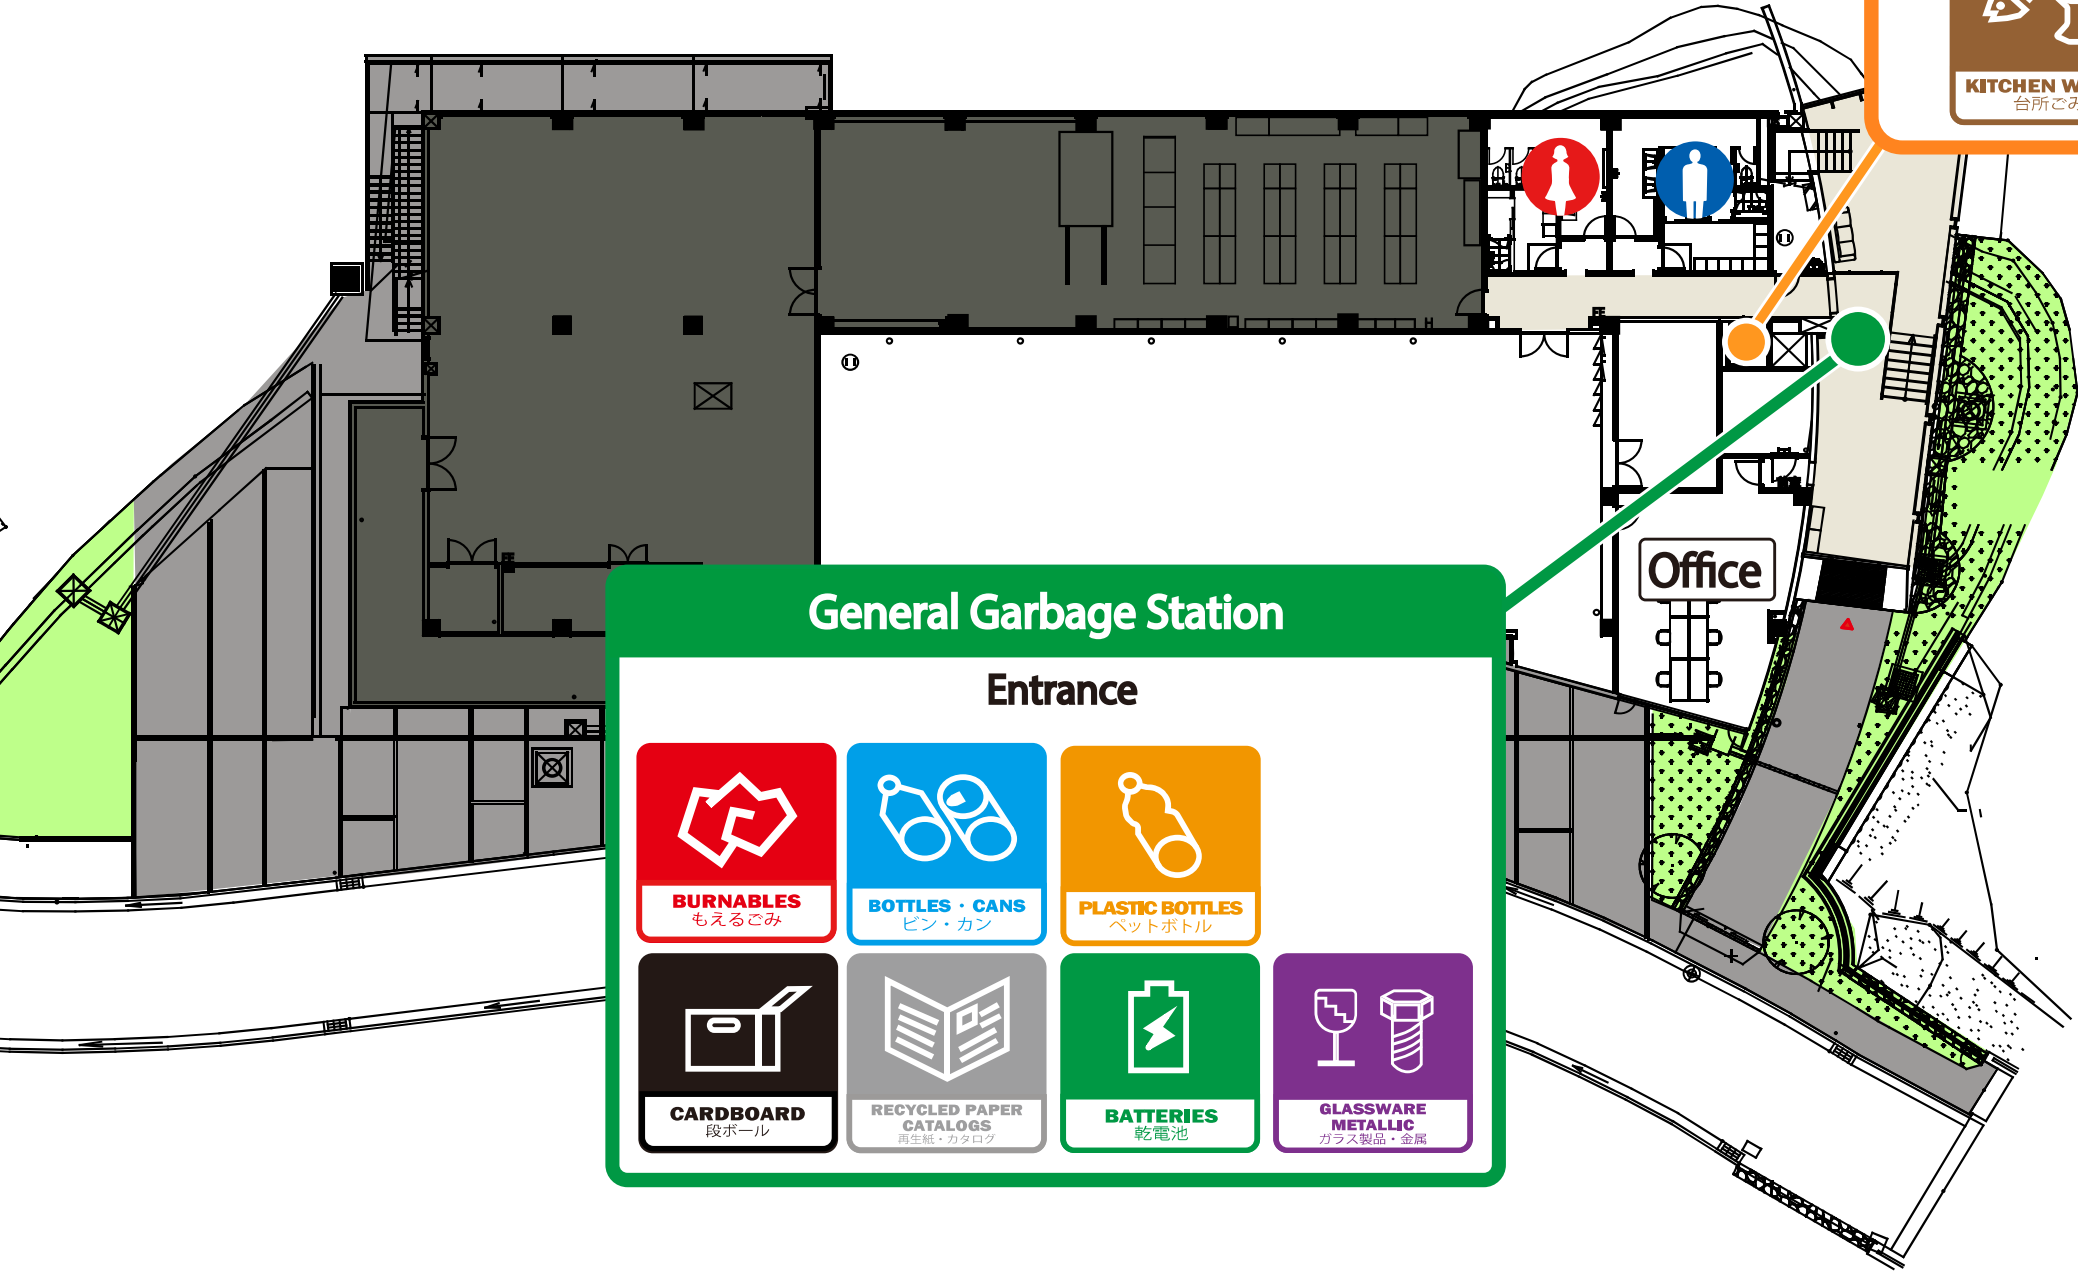 KITCHEN W
台所ごみ
Office
General Garbage Station
Entrance
BURNABLES
もえるごみ
BOTTLES・CANS
ビン・カン
PLASTIC BOTTLES
ペットボトル
CARDBOARD
段ボール
RECYCLED PAPER
CATALOGS
再生紙・カタログ
BATTERIES
乾電池
GLASSWARE
METALLIC
ガラス製品・金属